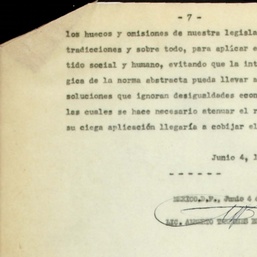 - 7 -
los huecos y omisiones de nuestra legisla
tradicciones y sobre todo, para aplicar e
tido social y humano, evitando que la int
gica de la norma abstracta pueda llevar a
soluciones que ignoran desigualdades econ
les cuales se hace necesario atenuar el r
su ciega aplicación llegaría a cobijar el
Junio 4, 1
- - - - - -
MEXICO.D.F., Junio 4 d
LIC. ALBERTO